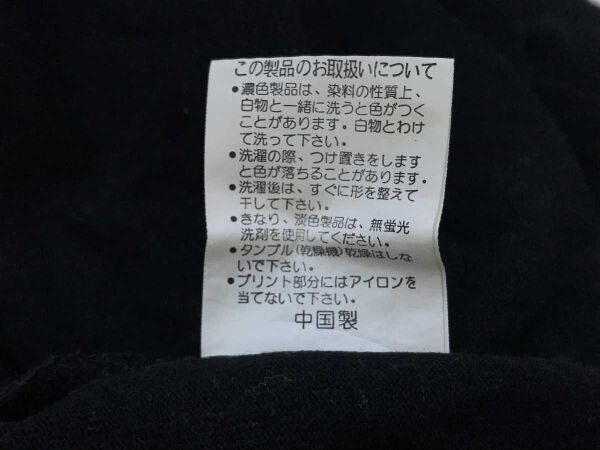 この製品のお取扱いについて
●濃色製品は、染料の性質上、
白物と一緒に洗うと色がつく
ことがあります。白物とわけ
て洗って下さい。
●洗濯の際、つけ置きをします
と色が落ちることがあります。
●洗濯後は、すぐに形を整えて
干して下さい。
●きなり、淡色製品は、無蛍光
洗剤を使用してください。
●タンブル(乾燥機)乾燥はしな
いで下さい。
●プリント部分にはアイロンを
当てないで下さい。
中国製